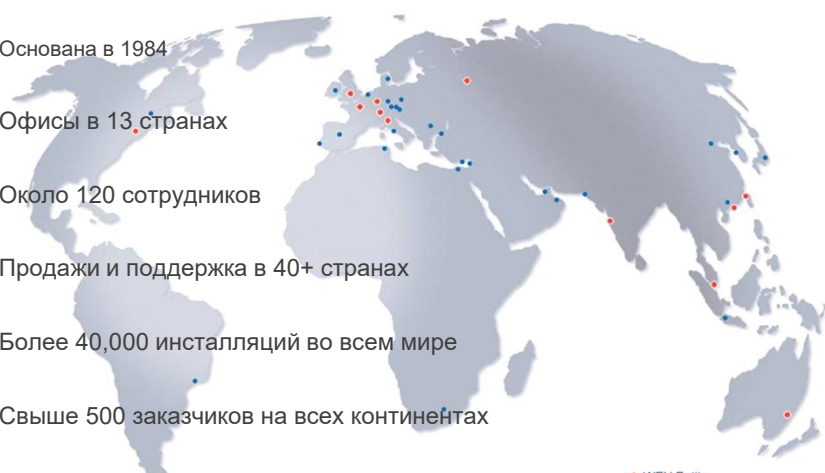 Основана в 1984
Офисы в 13 странах
Около 120 сотрудников
Продажи и поддержка в 40+ странах
Более 40,000 инсталляций во всем мире
Свыше 500 заказчиков на всех континентах